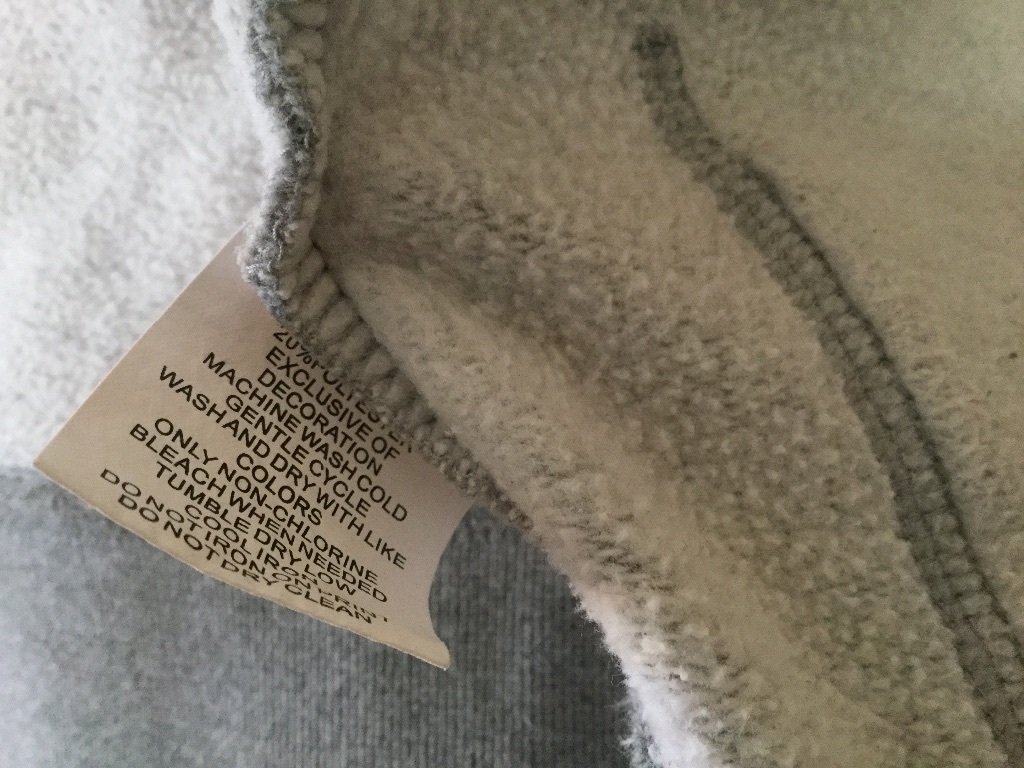 20% POLYESTER
EXCLUSIVE OF
DECORATION
MACHINE WASH COLD
GENTLE CYCLE
WASH AND DRY WITH LIKE
COLORS
ONLY NON-CHLORINE
BLEACH WHEN NEEDED
TUMBLE DRY LOW
COOL IRON
DO NOT IRON ON PRINT
DO NOT DRY CLEAN